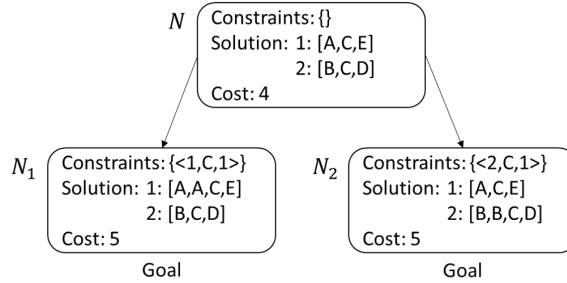 N
Constraints: {}
Solution: 1: [A,C,E]
2: [B,C,D]
Cost: 4
N₁
Constraints: {<1,C,1>}
Solution: 1: [A,A,C,E]
2: [B,C,D]
Cost: 5
Goal
N₂
Constraints: {<2,C,1>}
Solution: 1: [A,C,E]
2: [B,B,C,D]
Cost: 5
Goal